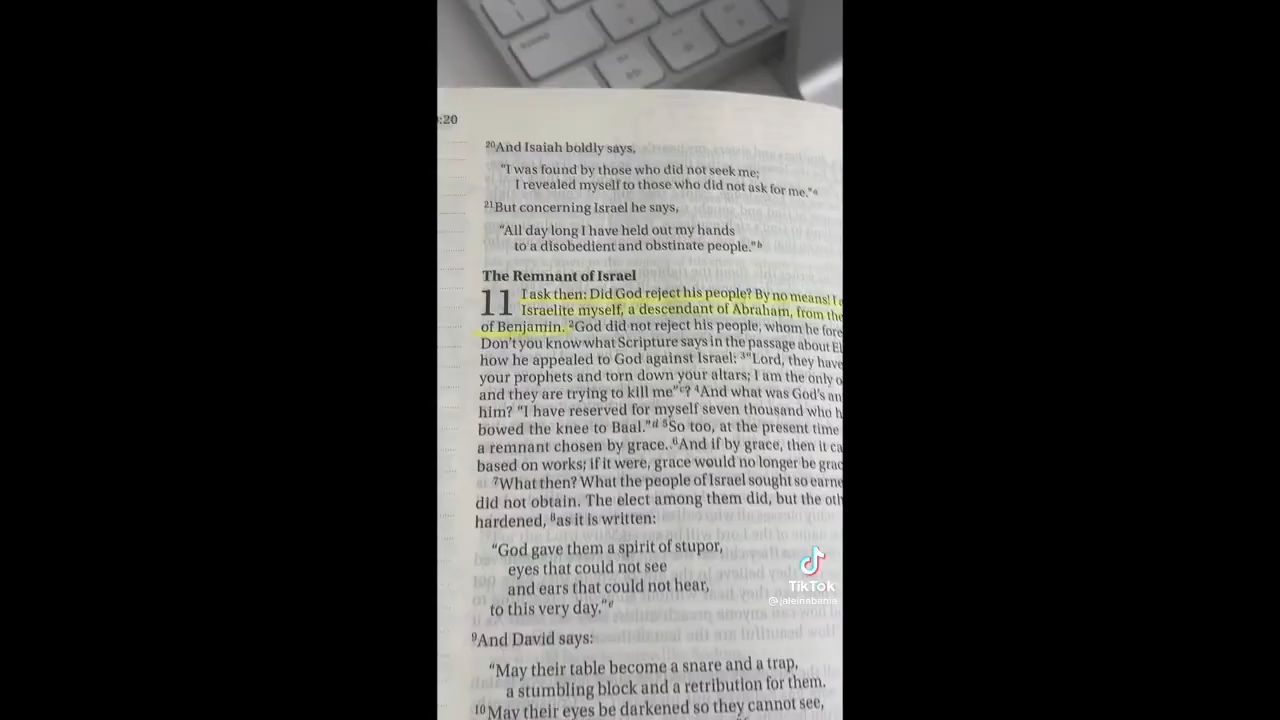 :20
20And Isaiah boldly says,
"I was found by those who did not seek me;
I revealed myself to those who did not ask for me."a
21But concerning Israel he says,
"All day long I have held out my hands
to a disobedient and obstinate people."b
The Remnant of Israel
11 I ask then: Did God reject his people? By no means! I
Israelite myself, a descendant of Abraham, from the
of Benjamin. 2God did not reject his people, whom he fore
Don't you know what Scripture says in the passage about El
how he appealed to God against Israel: 3"Lord, they have
your prophets and torn down your altars; I am the only o
and they are trying to kill me"c? 4And what was God's an
him? "I have reserved for myself seven thousand who h
bowed the knee to Baal."d 5So too, at the present time
a remnant chosen by grace. 6And if by grace, then it ca
based on works; if it were, grace would no longer be grac
7What then? What the people of Israel sought so earne
did not obtain. The elect among them did, but the oth
hardened, 8as it is written:
"God gave them a spirit of stupor,
eyes that could not see
and ears that could not hear,
to this very day."e
9And David says:
"May their table become a snare and a trap,
a stumbling block and a retribution for them.
10May their eyes be darkened so they cannot see,
TikTok
@jaleinabania